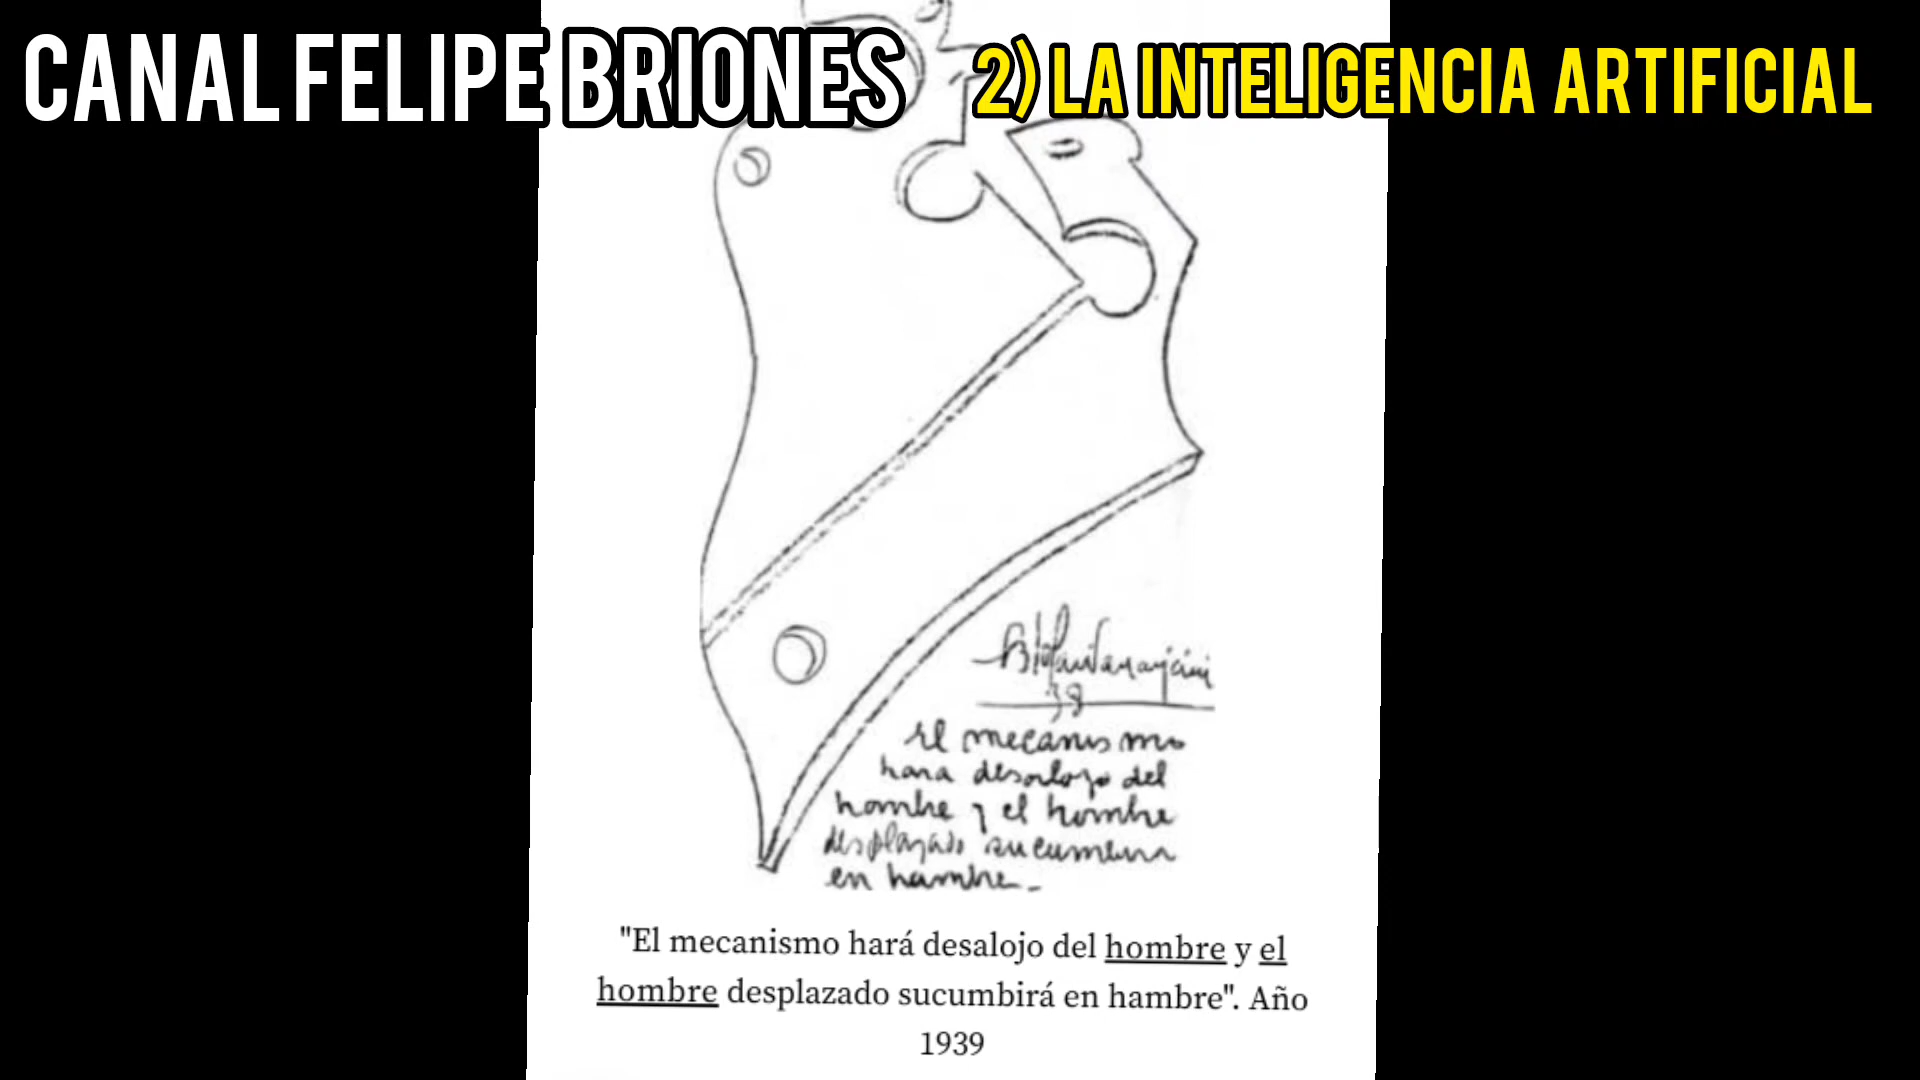 CANAL FELIPE BRIONES
2) LA INTELIGENCIA ARTIFICIAL
38
El mecanismo
hara desalojo del
hombre y el hombre
desplazado sucumbira
en hambre.-
"El mecanismo hará desalojo del hombre y el
hombre desplazado sucumbirá en hambre". Año
1939